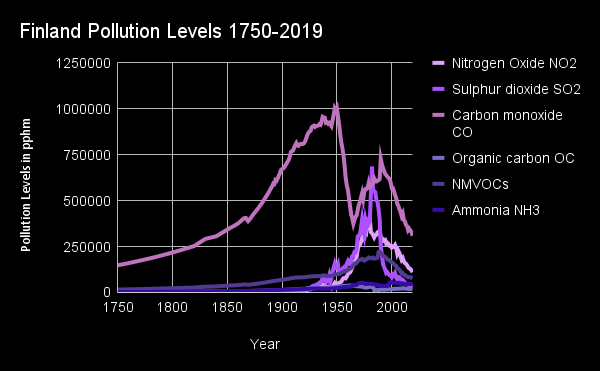 Finland Pollution Levels 1750-2019
1250000
1000000
750000
500000
250000
0
Pollution Levels in pphm
1750
1800
1850
1900
1950
2000
Year
Nitrogen Oxide NO2
Sulphur dioxide SO2
Carbon monoxide
CO
Organic carbon OC
NMVOCs
Ammonia NH3